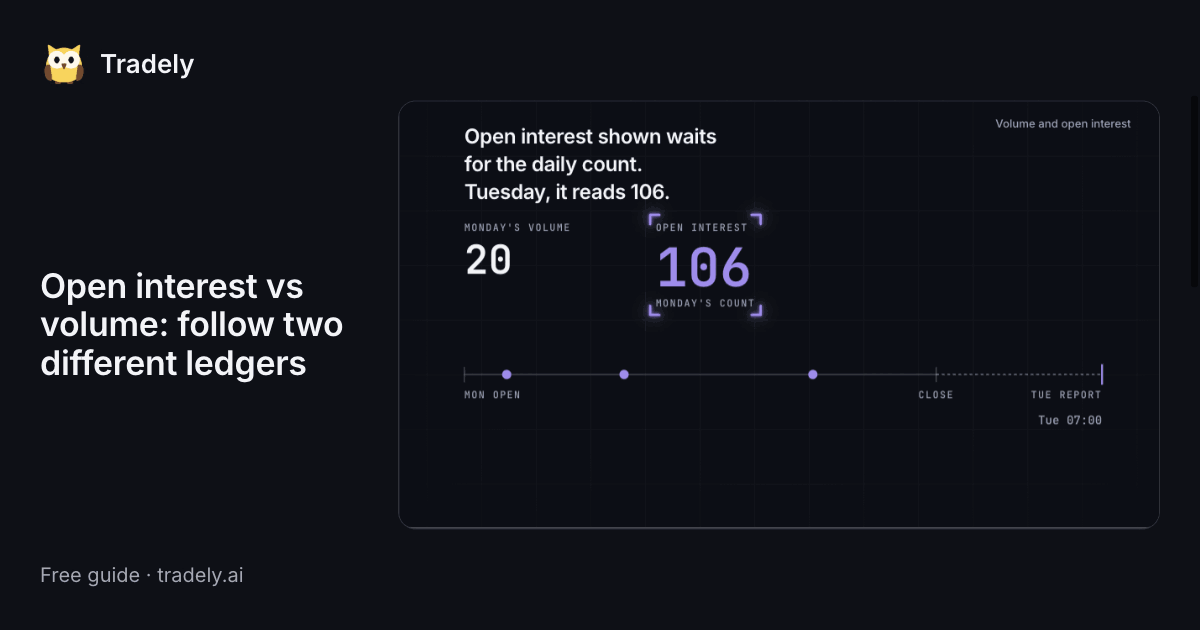 Tradely
Open interest vs
volume: follow two
different ledgers
Free guide · tradely.ai
Volume and open interest
Open interest shown waits
for the daily count.
Tuesday, it reads 106.
MONDAY'S VOLUME
20
OPEN INTEREST
106
MONDAY'S COUNT
MON OPEN
CLOSE
TUE REPORT
Tue 07:00